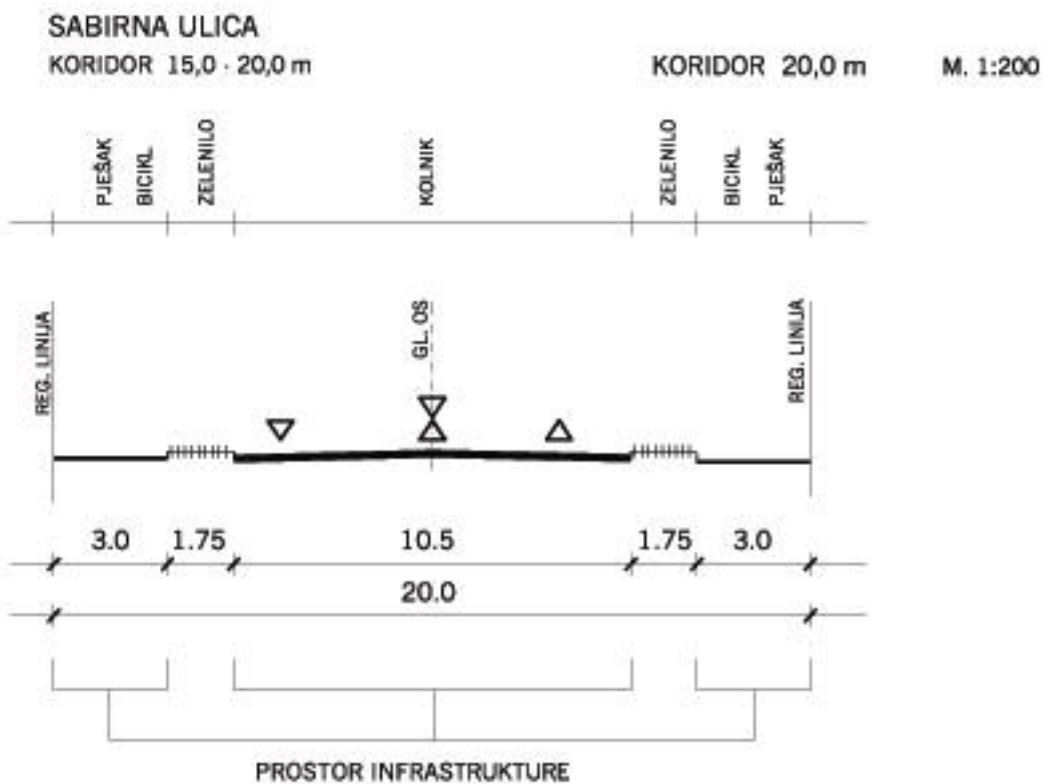 SABIRNA ULICA
KORIDOR 15,0 - 20,0 m
KORIDOR 20,0 m
M. 1:200
PJEŠAK
BICIKL
ZELENILO
KOLNIK
ZELENILO
BICIKL
PJEŠAK
REG. LINIJA
GL. OS
REG. LINIJA
3.0
1.75
10.5
1.75
3.0
20.0
PROSTOR INFRASTRUKTURE